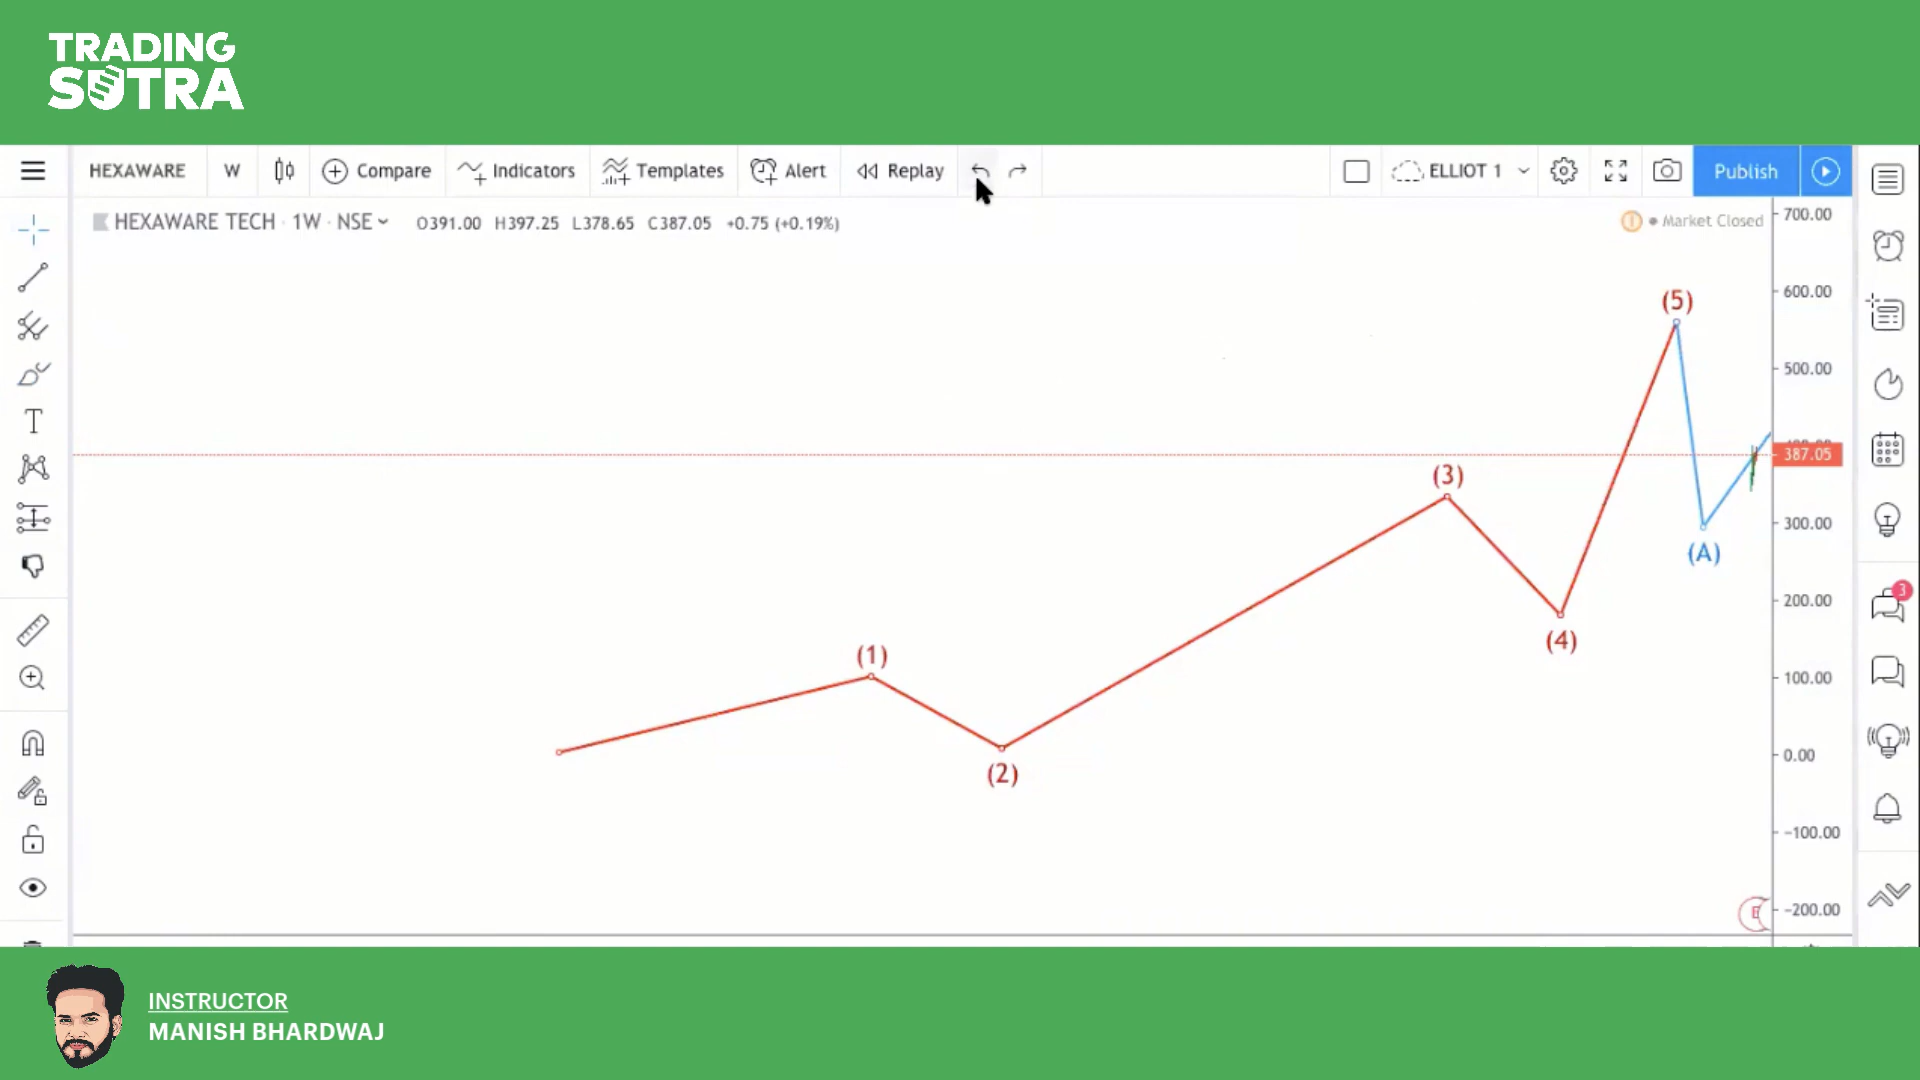 TRADING
SUTRA
HEXAWARE W Compare Indicators Templates Alert Replay ELLIOT 1 Publish
HEXAWARE TECH · 1W · NSE O391.00 H397.25 L378.65 C387.05 +0.75 (+0.19%) Market Closed
700.00
600.00
(5)
500.00
387.05
(3)
300.00
(A)
3
200.00
(4)
(1)
100.00
0.00
(2)
-100.00
-200.00
E
T
INSTRUCTOR
MANISH BHARDWAJ